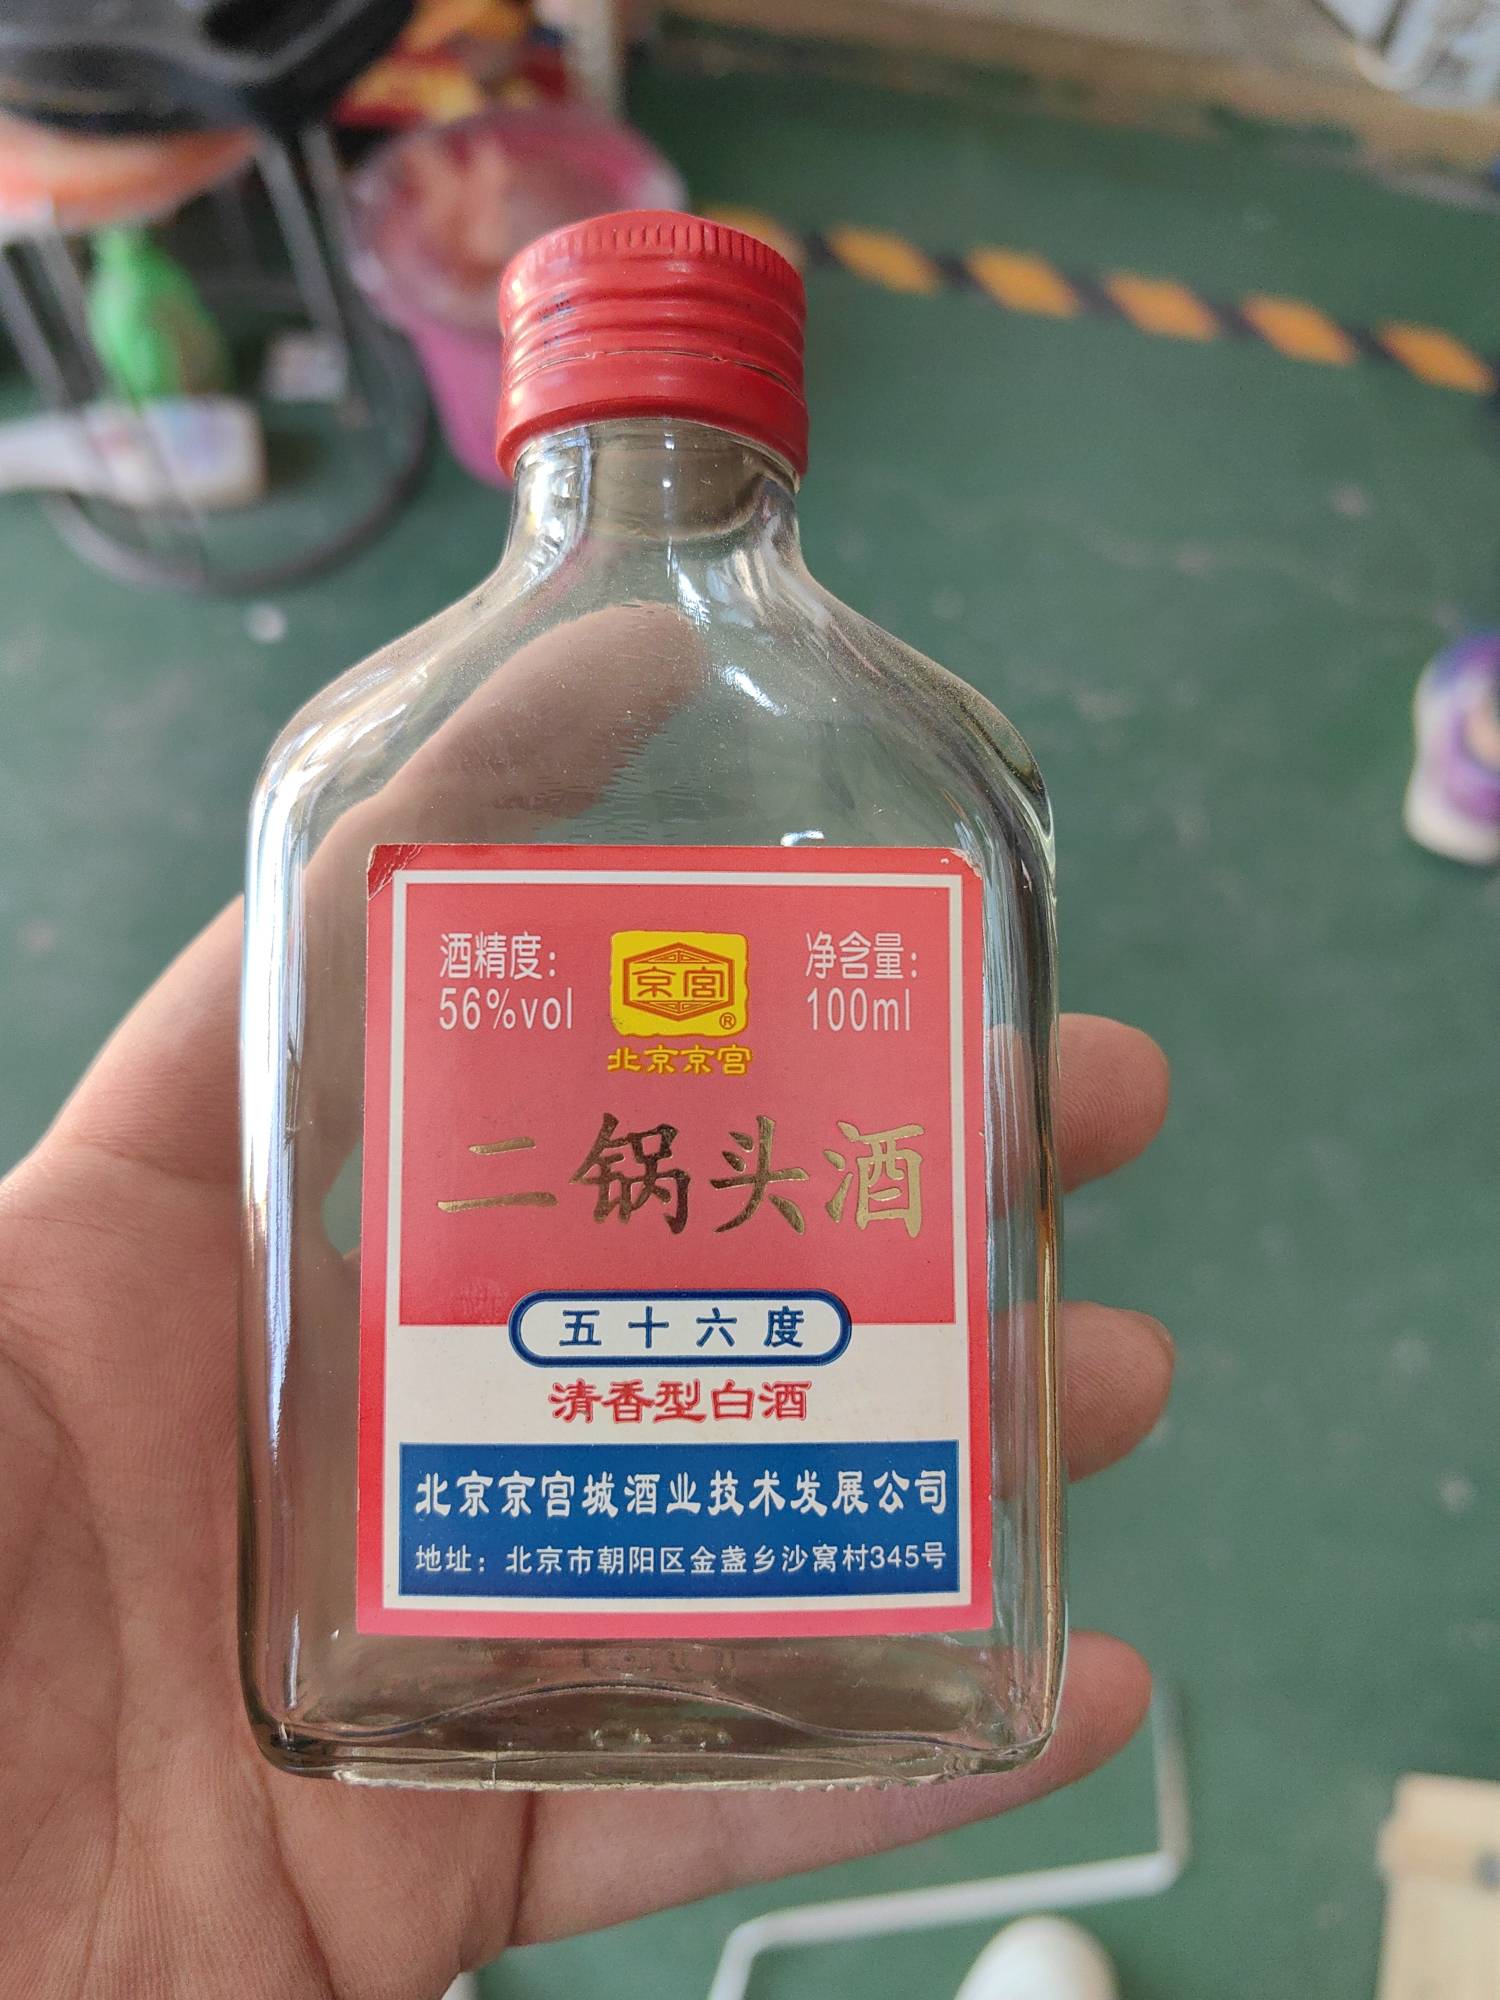 酒精度:
56%vol
京宫
®
北京京宫
净含量:
100ml
二锅头酒
五十六度
清香型白酒
北京京宫城酒业技术发展公司
地址:北京市朝阳区金盏乡沙窝村345号